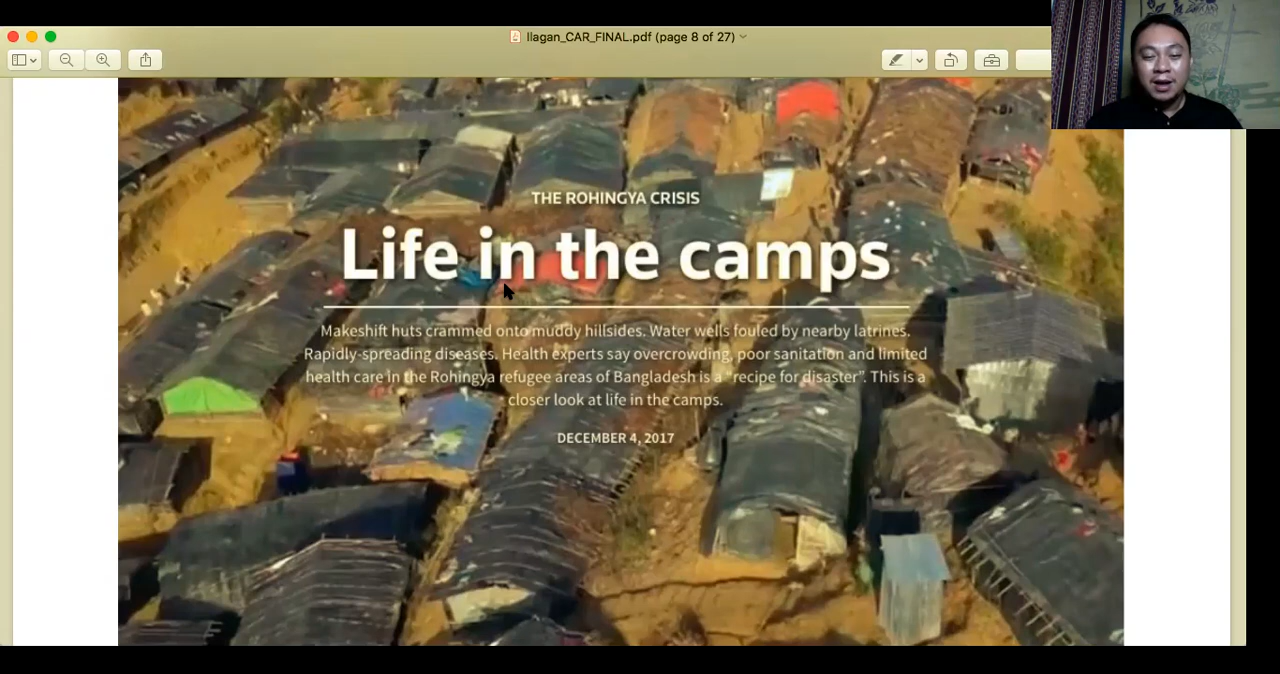 Ilagan_CAR_FINAL.pdf (page 8 of 27)
THE ROHINGYA CRISIS
Life in the camps
Makeshift huts crammed onto muddy hillsides. Water wells fouled by nearby latrines.
Rapidly-spreading diseases. Health experts say overcrowding, poor sanitation and limited
health care in the Rohingya refugee areas of Bangladesh is a “recipe for disaster”. This is a
closer look at life in the camps.
DECEMBER 4, 2017